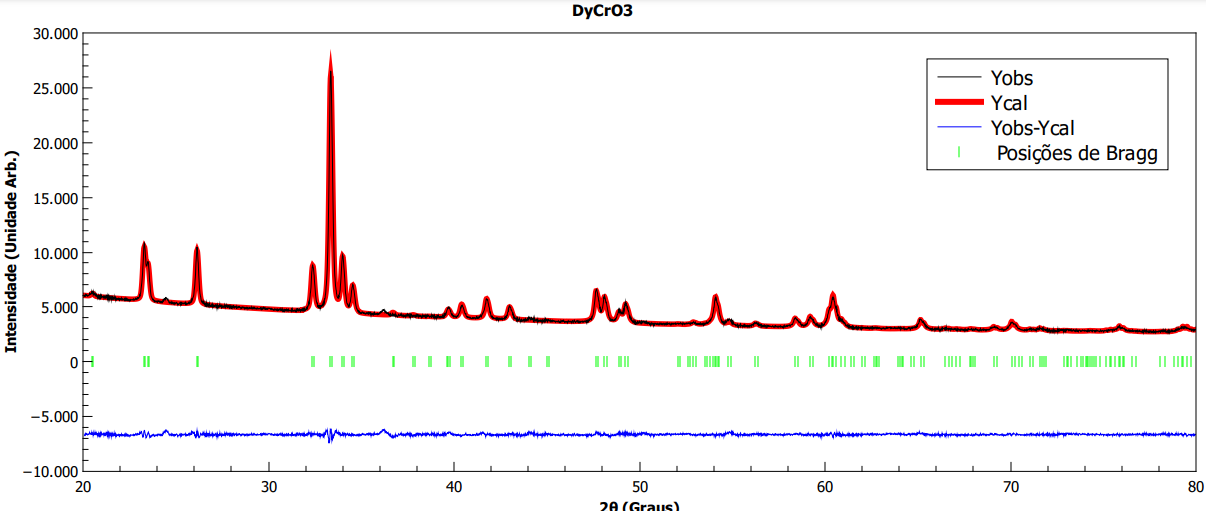 DyCrO3
30.000
25.000
20.000
15.000
10.000
5.000
0
−5.000
−10.000
Intensidade (Unidade Arb.)
Yobs
Ycal
Yobs-Ycal
Posições de Bragg
20 30 40 50 60 70 80
2θ (Graus)